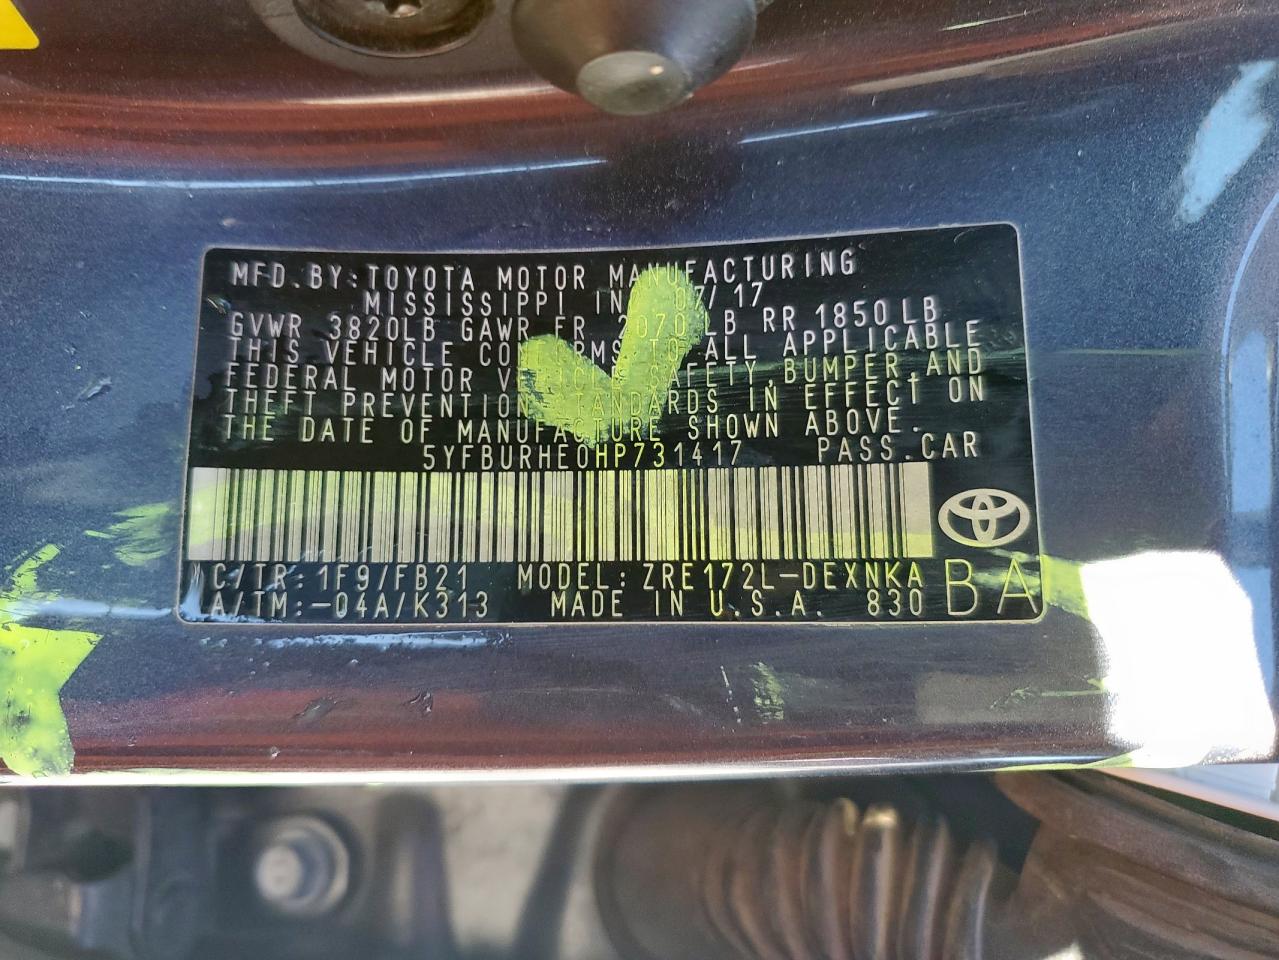 MFD.BY:TOYOTA MOTOR MANUFACTURING
MISSISSIPPI INC 07/17
GVWR 3820LB GAWR FR 2070LB RR 1850LB
THIS VEHICLE CONFORMS TO ALL APPLICABLE
FEDERAL MOTOR VEHICLE SAFETY,BUMPER,AND
THEFT PREVENTION STANDARDS IN EFFECT ON
THE DATE OF MANUFACTURE SHOWN ABOVE.
5YFBURHE0HP731417 PASS.CAR
C/TR:1F9/FB21 MODEL:ZRE172L-DEXNKA
A/TM:-04A/K313 MADE IN U.S.A. 830 BA